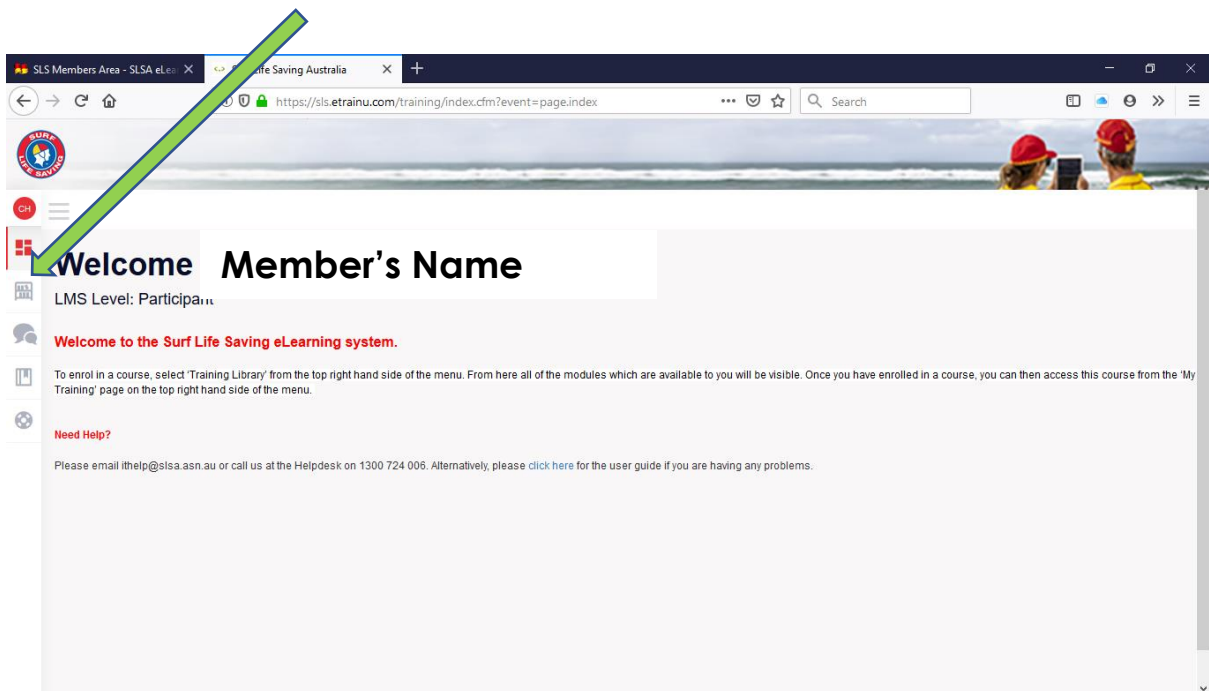 SLS Members Area - SLSA eLea
Life Saving Australia
https://sls.etrainu.com/training/index.cfm?event=page.index
Search
SURF
LIFE SAVING
CH
Welcome Member's Name
LMS Level: Participant
Welcome to the Surf Life Saving eLearning system.
To enrol in a course, select 'Training Library' from the top right hand side of the menu. From here all of the modules which are available to you will be visible. Once you have enrolled in a course, you can then access this course from the 'My
Training' page on the top right hand side of the menu.
Need Help?
Please email ithelp@slsa.asn.au or call us at the Helpdesk on 1300 724 006. Alternatively, please click here for the user guide if you are having any problems.